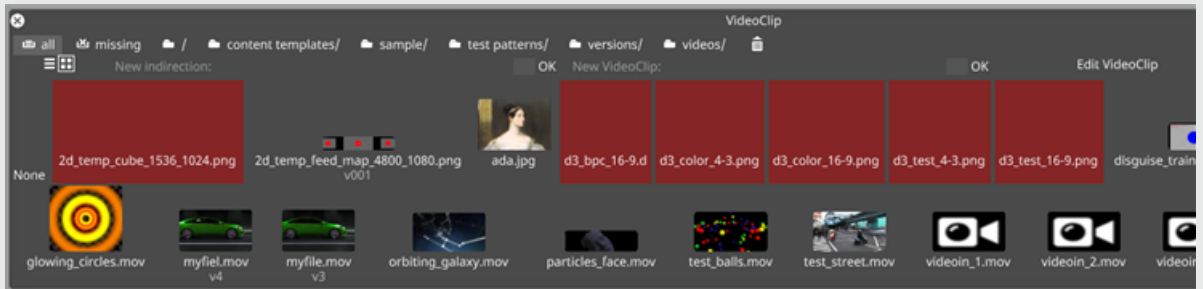 VideoClip
all missing / content templates/ sample/ test patterns/ versions/ videos/
New indirection: OK New VideoClip: OK Edit VideoClip
None 2d_temp_cube_1536_1024.png 2d_temp_feed_map_4800_1080.png ada.jpg d3_bpc_16-9.d d3_color_4-3.png d3_color_16-9.png d3_test_4-3.png d3_test_16-9.png disguise_train
v001
glowing_circles.mov myfiel.mov myfile.mov orbiting_galaxy.mov particles_face.mov test_balls.mov test_street.mov videoin_1.mov videoin_2.mov videoin
v4 v3